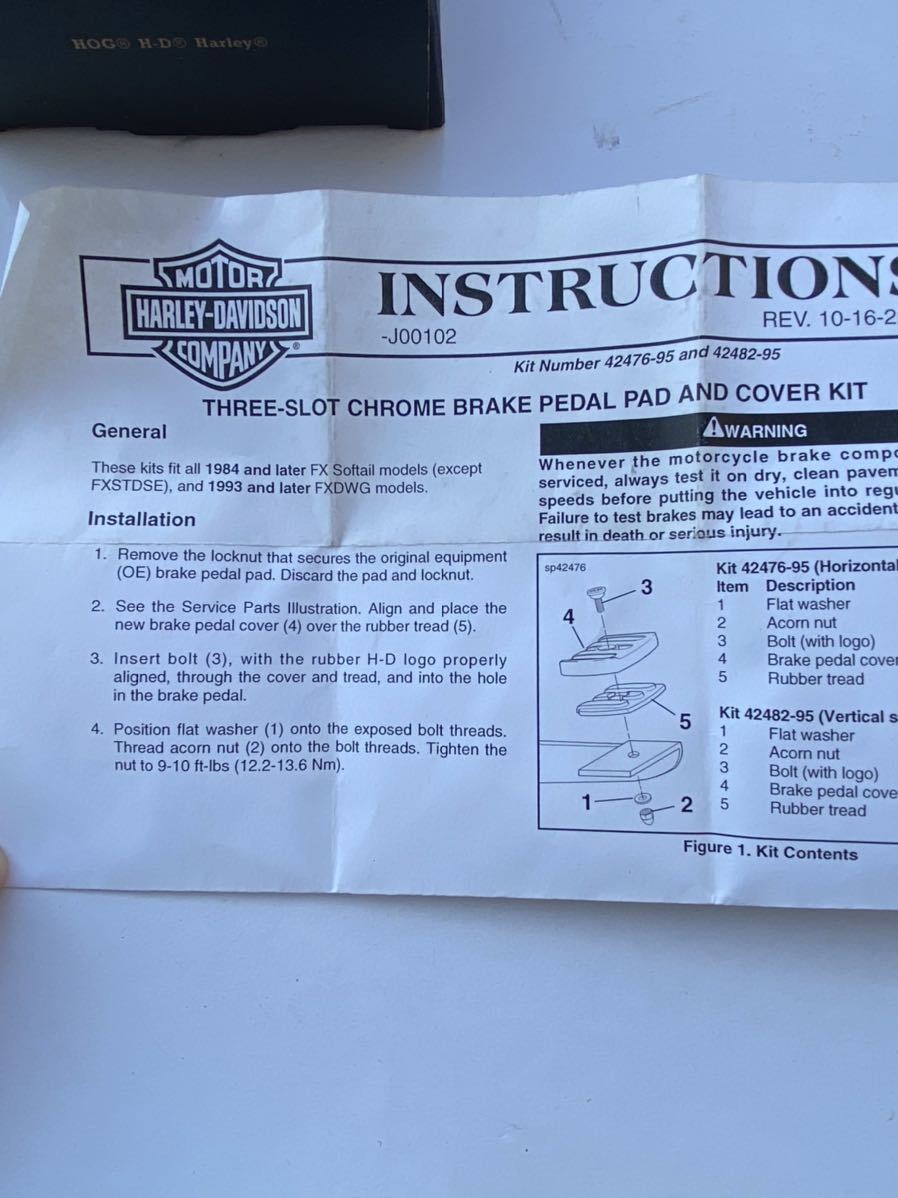 HOG® H-D® Harley®
MOTOR
HARLEY-DAVIDSON
COMPANY
®
INSTRUCTIONS
-J00102
REV. 10-16-2
Kit Number 42476-95 and 42482-95
THREE-SLOT CHROME BRAKE PEDAL PAD AND COVER KIT
General
These kits fit all 1984 and later FX Softail models (except
FXSTDSE), and 1993 and later FXDWG models.
Installation
1. Remove the locknut that secures the original equipment
(OE) brake pedal pad. Discard the pad and locknut.
2. See the Service Parts Illustration. Align and place the
new brake pedal cover (4) over the rubber tread (5).
3. Insert bolt (3), with the rubber H-D logo properly
aligned, through the cover and tread, and into the hole
in the brake pedal.
4. Position flat washer (1) onto the exposed bolt threads.
Thread acorn nut (2) onto the bolt threads. Tighten the
nut to 9-10 ft-lbs (12.2-13.6 Nm).
WARNING
Whenever the motorcycle brake compo
serviced, always test it on dry, clean pavem
speeds before putting the vehicle into regu
Failure to test brakes may lead to an accident
result in death or serious injury.
sp42476
3
4
5
1
2
Kit 42476-95 (Horizontal
Item Description
1 Flat washer
2 Acorn nut
3 Bolt (with logo)
4 Brake pedal cover
5 Rubber tread
Kit 42482-95 (Vertical s
1 Flat washer
2 Acorn nut
3 Bolt (with logo)
4 Brake pedal cove
5 Rubber tread
Figure 1. Kit Contents